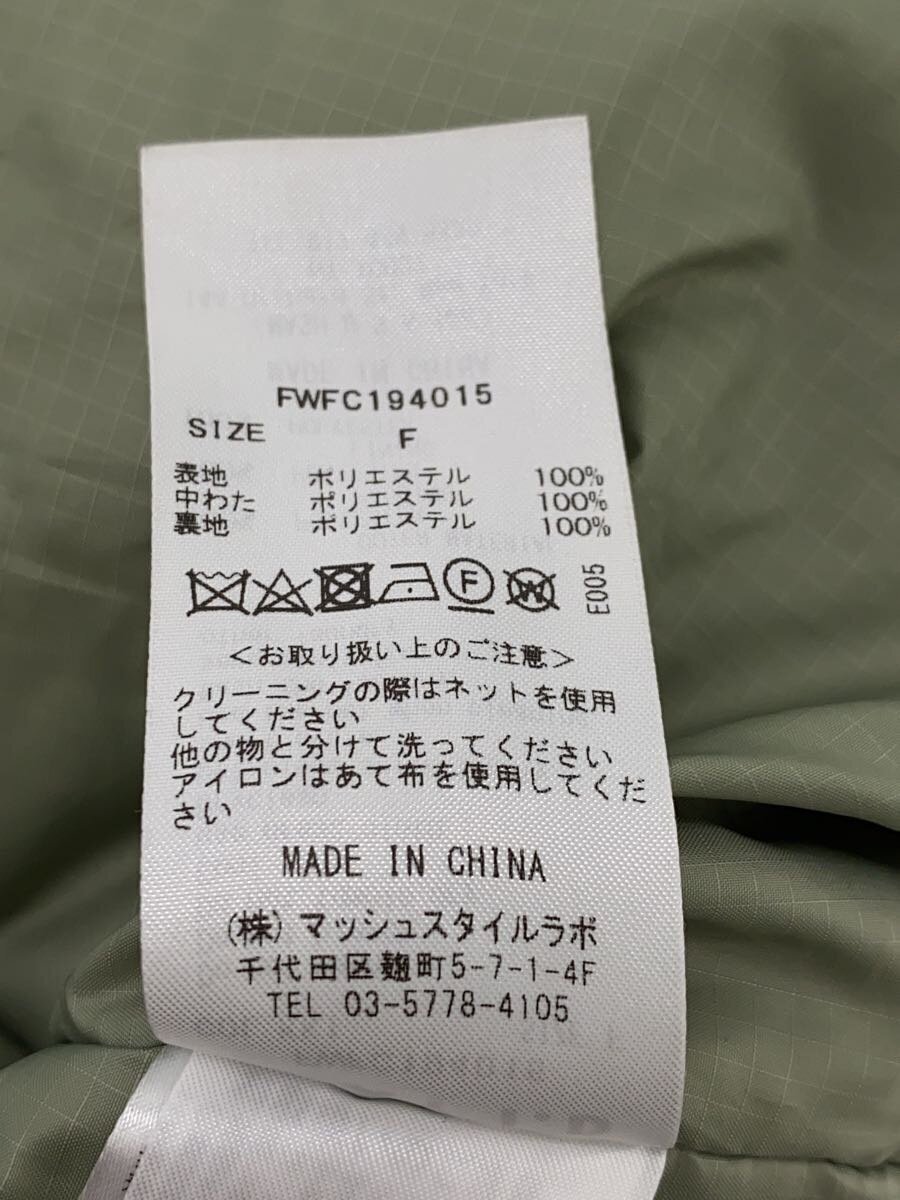 FWFC194015
SIZE F
表地 ポリエステル 100%
中わた ポリエステル 100%
裏地 ポリエステル 100%
F W E005
<お取り扱い上のご注意>
クリーニングの際はネットを使用
してください
他の物と分けて洗ってください
アイロンはあて布を使用してくだ
さい
MADE IN CHINA
(株)マッシュスタイルラボ
千代田区麹町5-7-1-4F
TEL 03-5778-4105